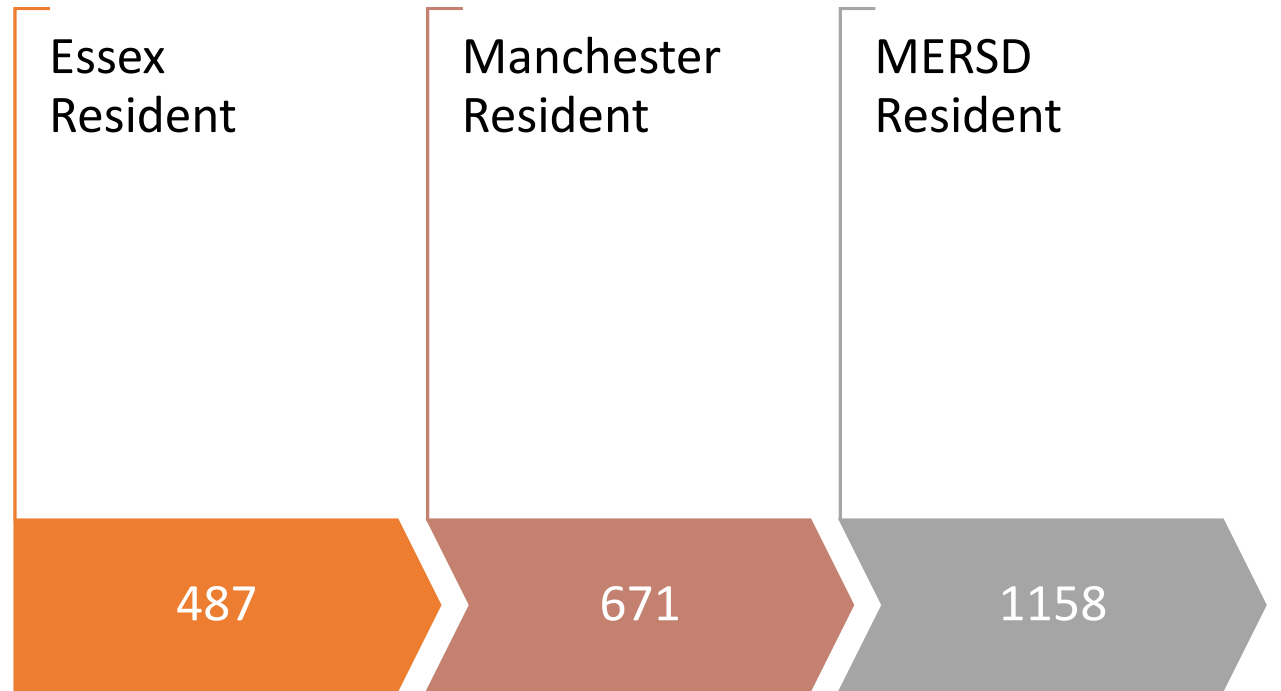 Essex
Resident
487
Manchester
Resident
671
MERSD
Resident
1158